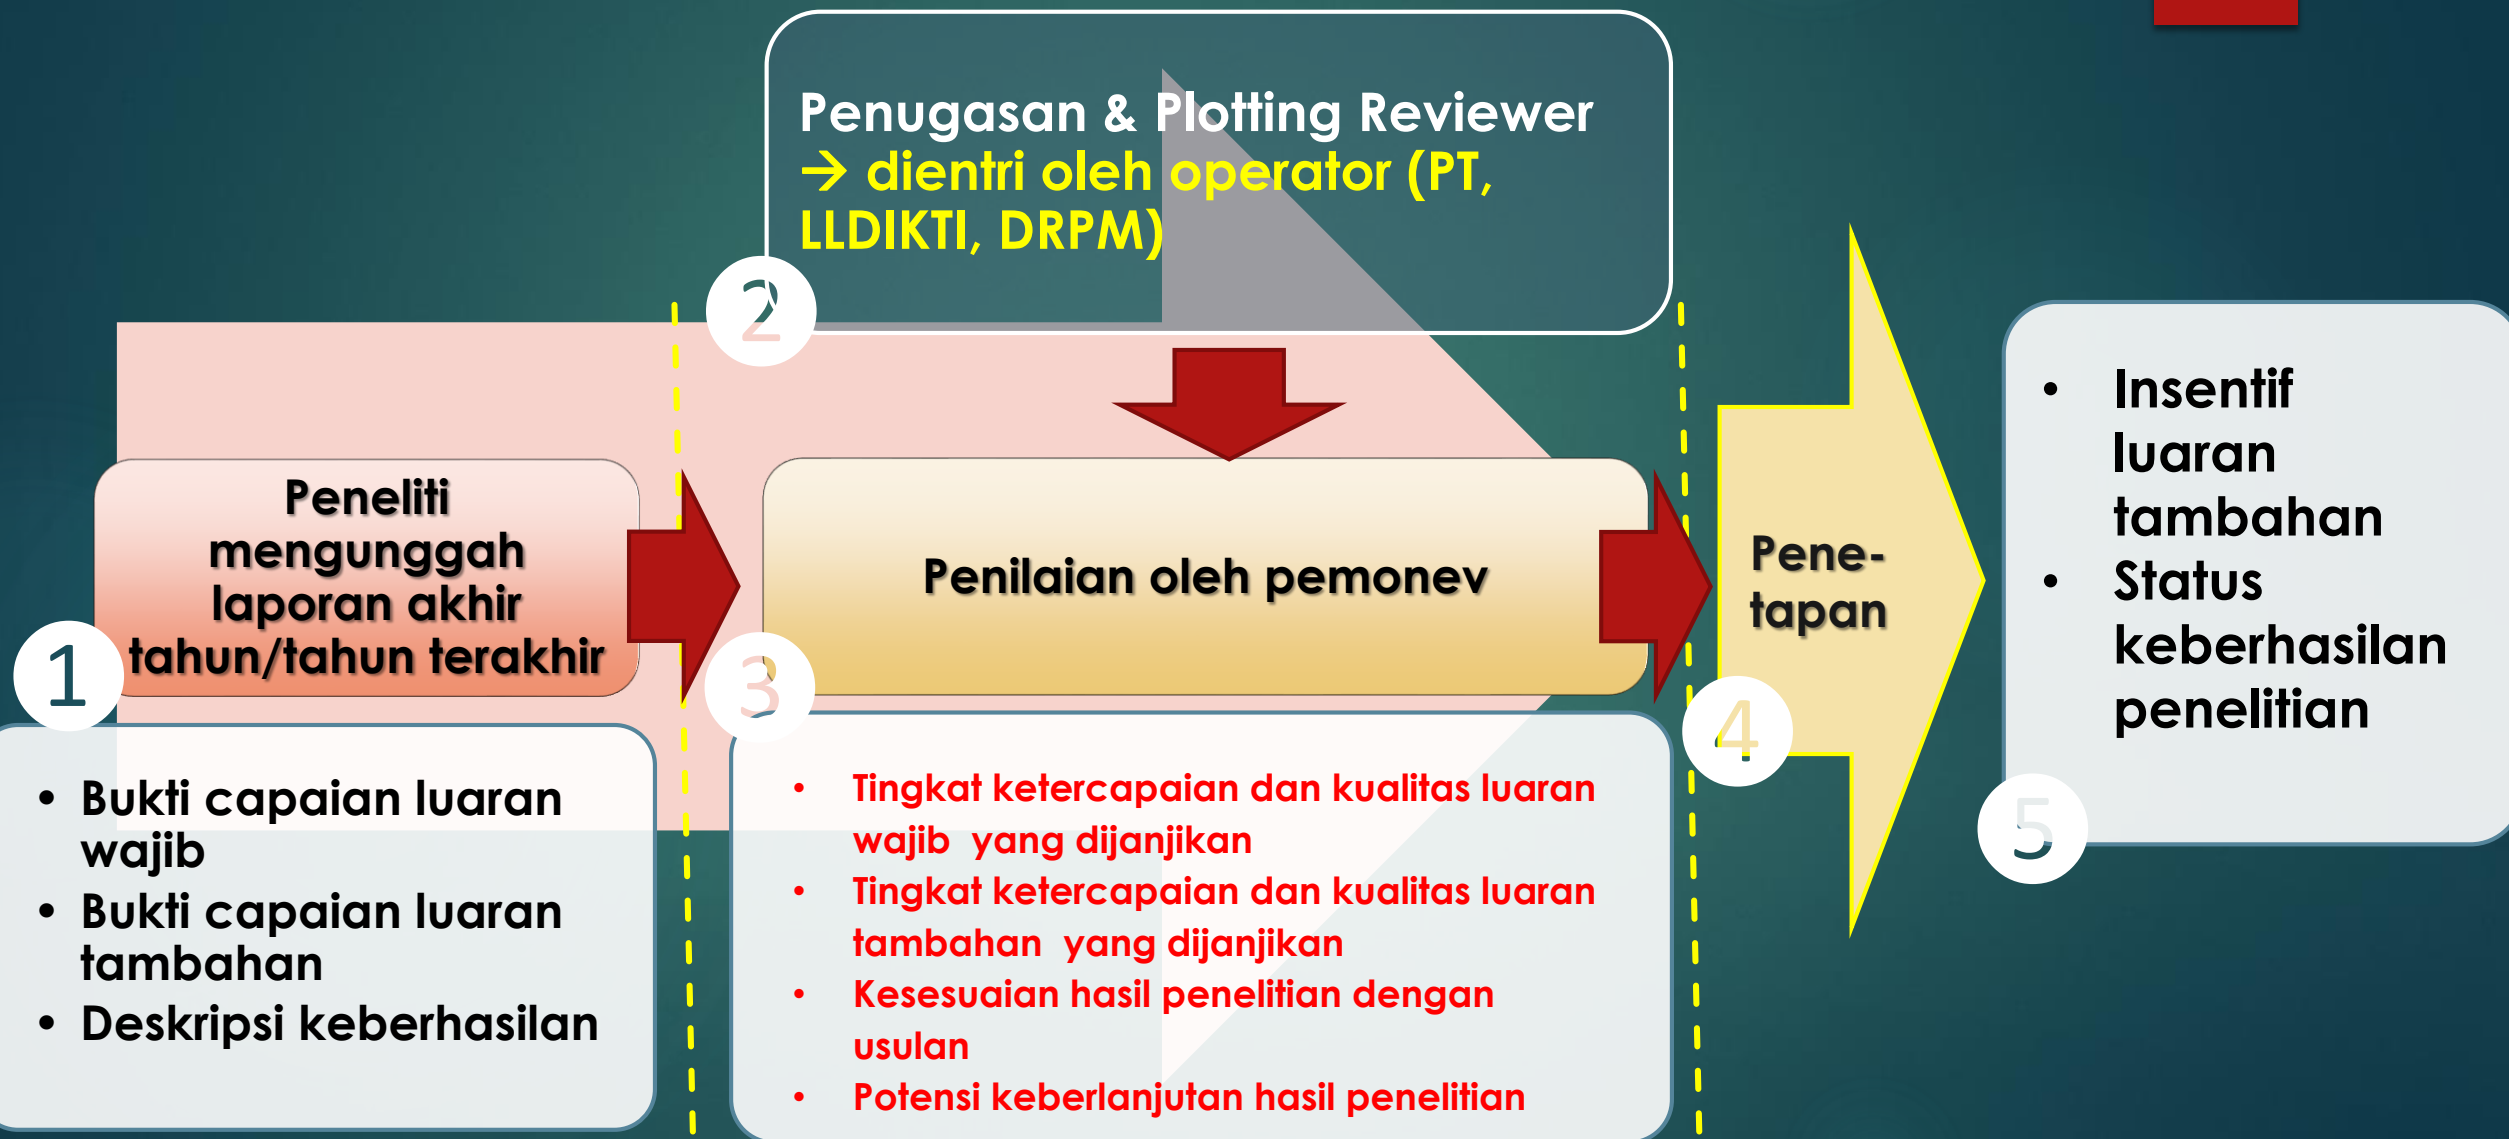 Penugasan & Plotting Reviewer
→ dientri oleh operator (PT,
LLDIKTI, DRPM)
2
Peneliti
mengunggah
laporan akhir
tahun/tahun terakhir
1
• Bukti capaian luaran
wajib
• Bukti capaian luaran
tambahan
• Deskripsi keberhasilan
Penilaian oleh pemonev
3
• Tingkat ketercapaian dan kualitas luaran
wajib yang dijanjikan
• Tingkat ketercapaian dan kualitas luaran
tambahan yang dijanjikan
• Kesesuaian hasil penelitian dengan
usulan
• Potensi keberlanjutan hasil penelitian
Pene-
tapan
4
• Insentif
luaran
tambahan
• Status
keberhasilan
penelitian
5